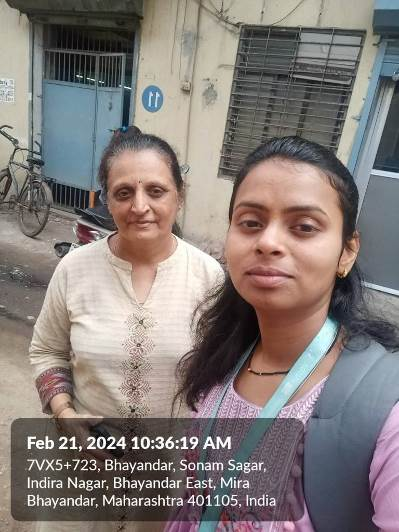 11
Feb 21, 2024 10:36:19 AM
7VX5+723, Bhayandar, Sonam Sagar,
Indira Nagar, Bhayandar East, Mira
Bhayandar, Maharashtra 401105, India